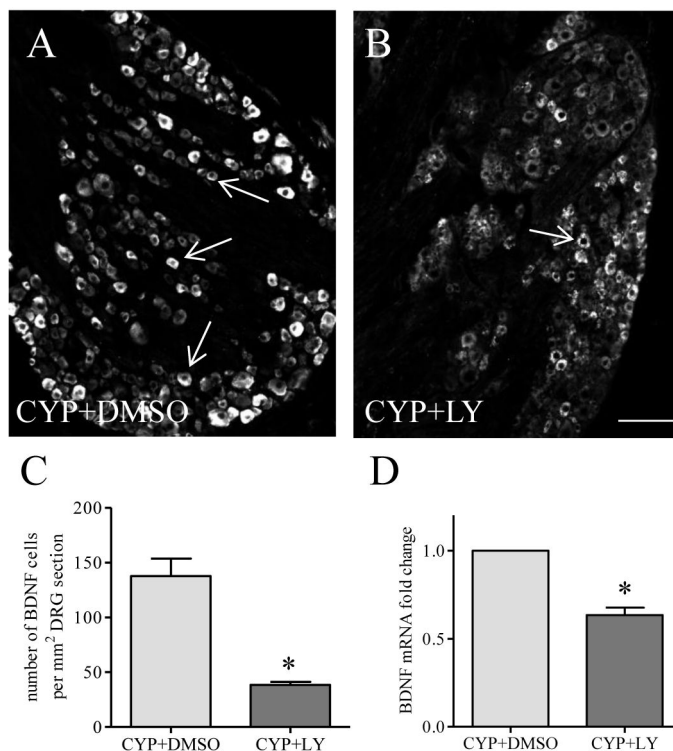 A
B
CYP+DMSO
CYP+LY
C
D
number of BDNF cells
per mm² DRG section
200
150
100
50
0
*
CYP+DMSO
CYP+LY
BDNF mRNA fold change
1.0
0.5
0.0
*
CYP+DMSO
CYP+LY